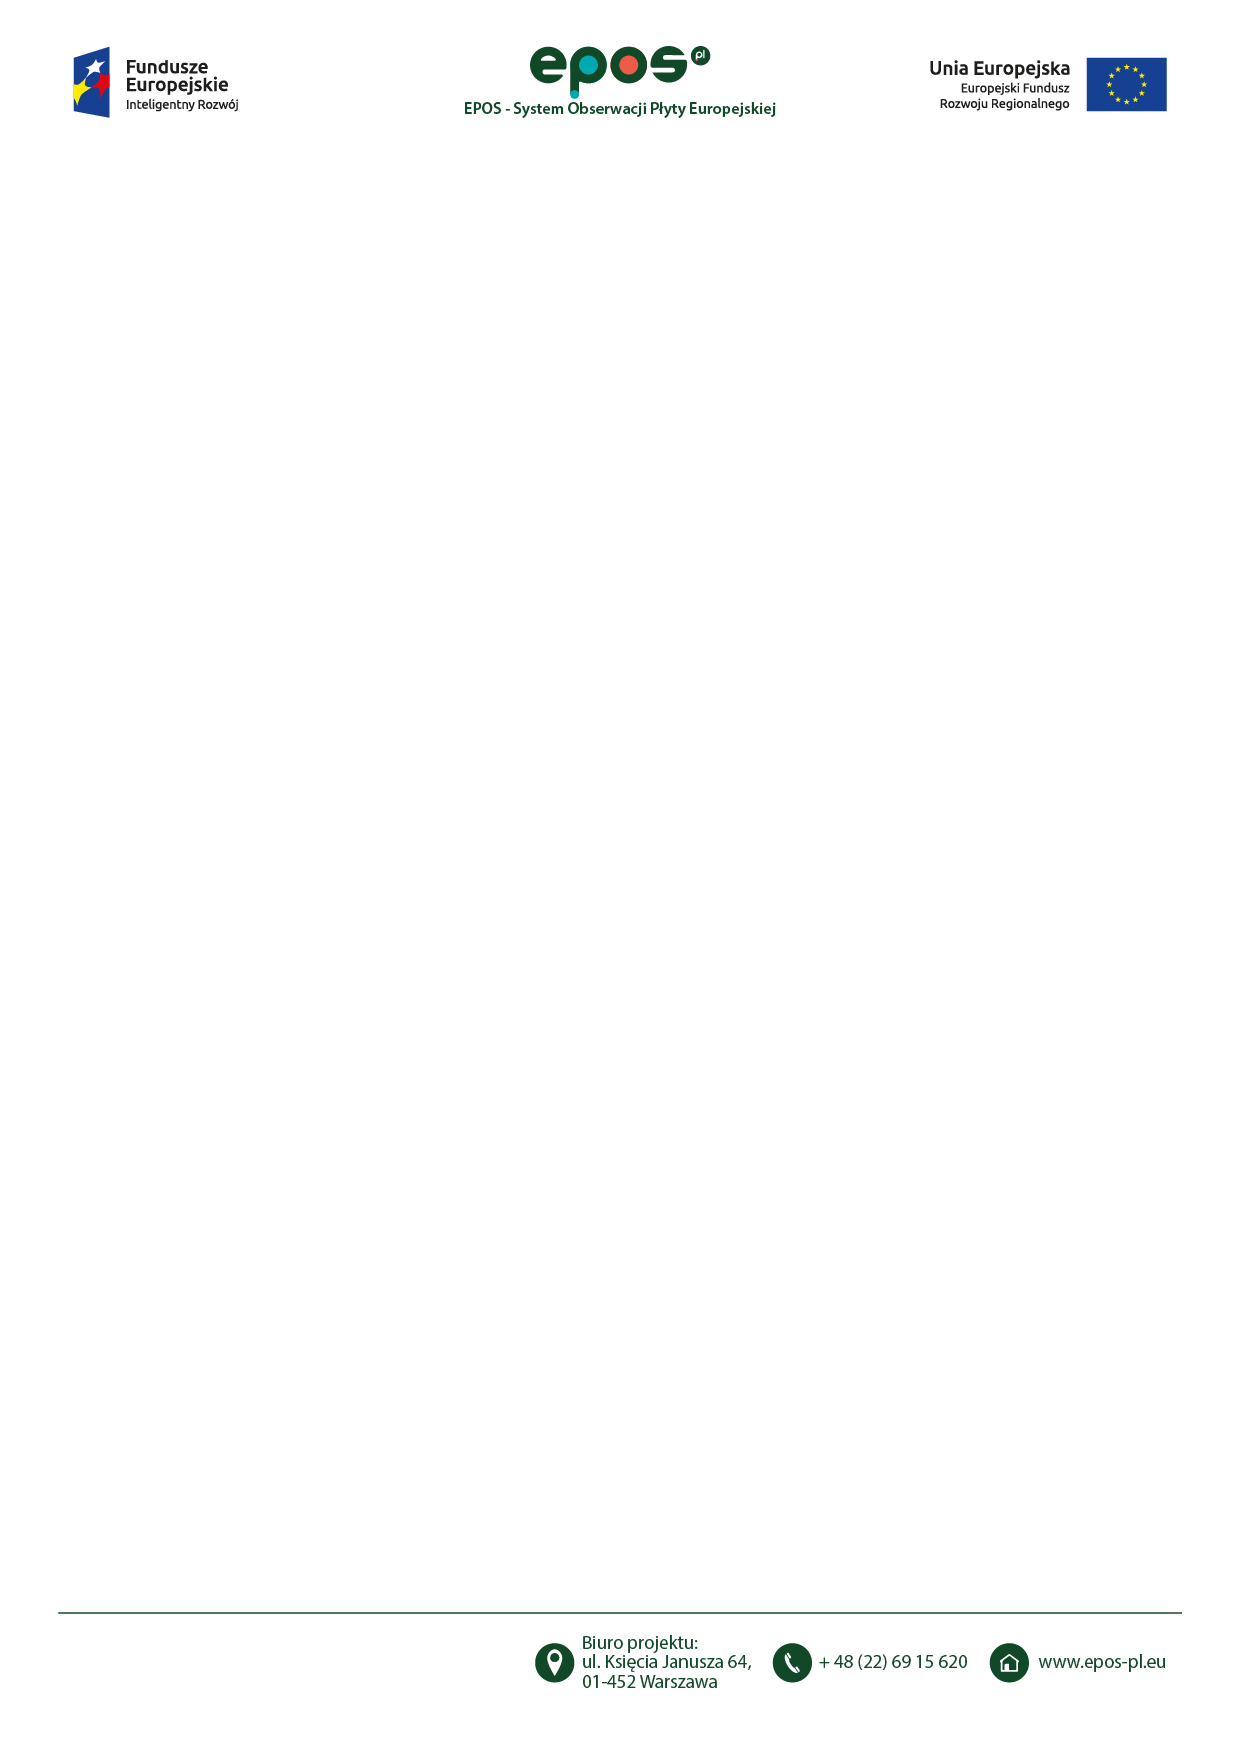 Fundusze
Europejskie
Inteligentny Rozwój
epos pl
EPOS - System Obserwacji Płyty Europejskiej
Unia Europejska
Europejski Fundusz
Rozwoju Regionalnego
Biuro projektu:
ul. Księcia Janusza 64,
01-452 Warszawa
+ 48 (22) 69 15 620
www.epos-pl.eu